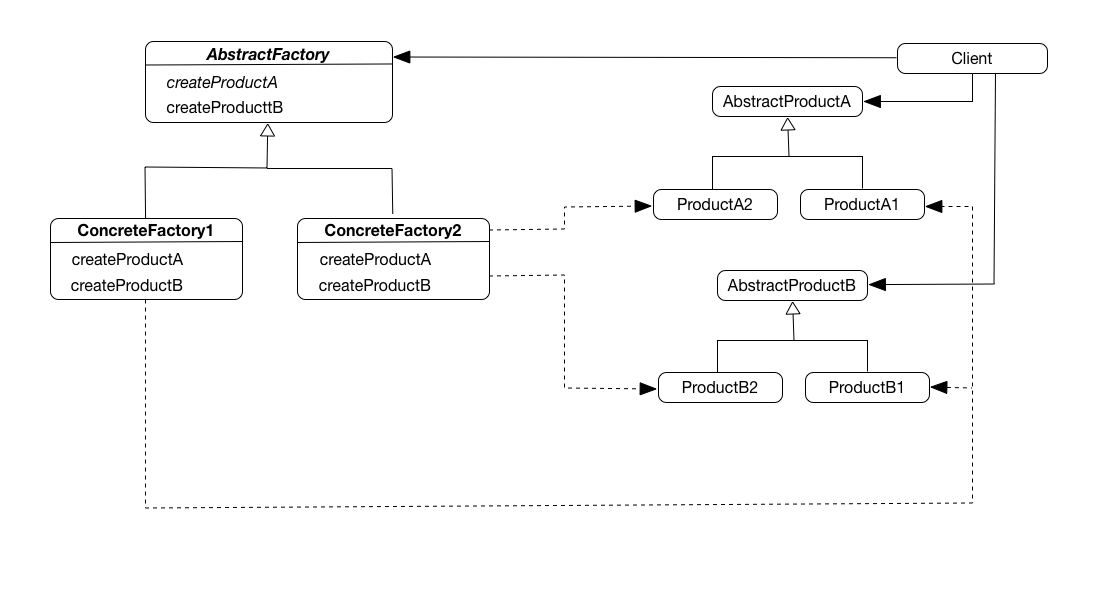 AbstractFactory
createProductA
createProducttB
Client
AbstractProductA
ProductA2
ProductA1
ConcreteFactory1
createProductA
createProductB
ConcreteFactory2
createProductA
createProductB
AbstractProductB
ProductB2
ProductB1